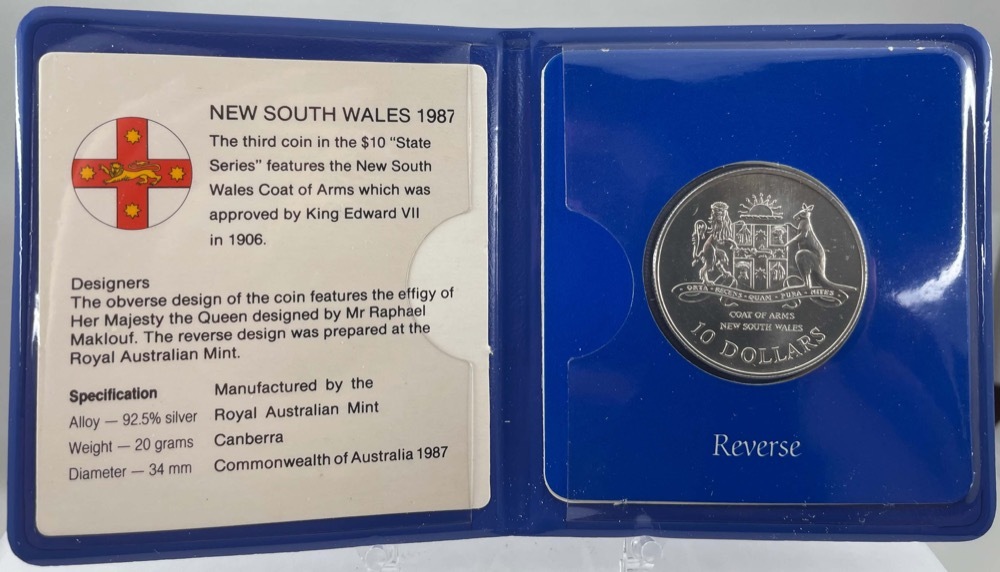 NEW SOUTH WALES 1987
The third coin in the $10 "State
Series" features the New South
Wales Coat of Arms which was
approved by King Edward VII
in 1906.
Designers
The obverse design of the coin features the effigy of
Her Majesty the Queen designed by Mr Raphael
Maklouf. The reverse design was prepared at the
Royal Australian Mint.
Specification
Alloy — 92.5% silver
Weight — 20 grams
Diameter — 34 mm
Manufactured by the
Royal Australian Mint
Canberra
Commonwealth of Australia 1987
ORTA · RECENS · QUAM · PURA · NITES
COAT OF ARMS
NEW SOUTH WALES
10 DOLLARS
Reverse